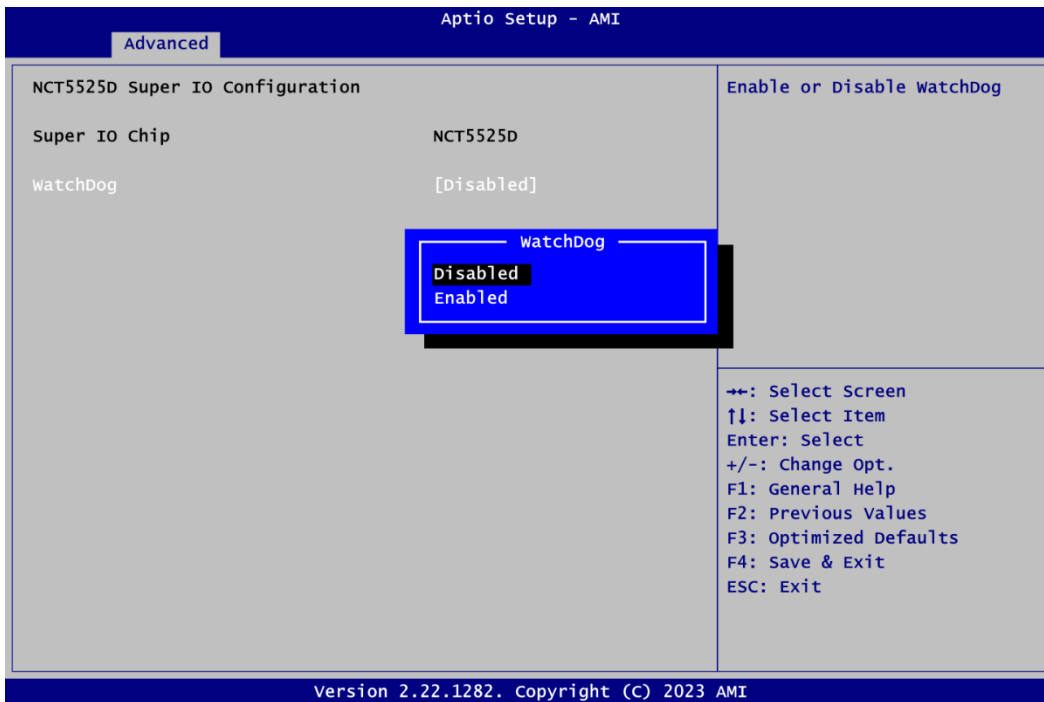 Aptio Setup - AMI
Advanced
NCT5525D Super IO Configuration
Super IO Chip NCT5525D
WatchDog [Disabled]
WatchDog
Disabled
Enabled
Enable or Disable WatchDog
→←: Select Screen
↑↓: Select Item
Enter: Select
+/-: Change Opt.
F1: General Help
F2: Previous Values
F3: Optimized Defaults
F4: Save & Exit
ESC: Exit
Version 2.22.1282. Copyright (C) 2023 AMI